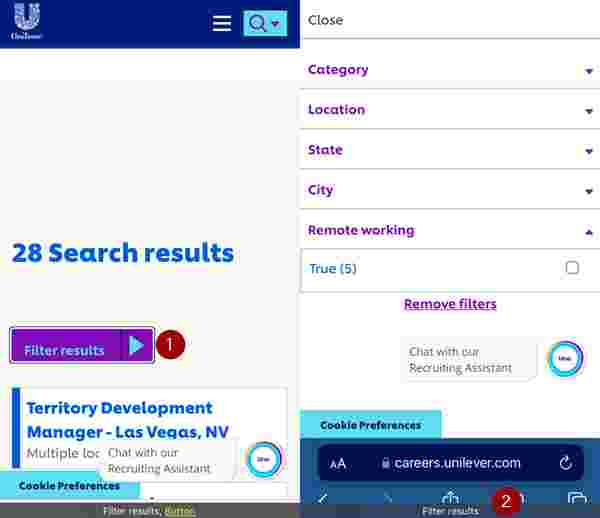 Unilever
28 Search results
Filter results
1
Territory Development
Manager - Las Vegas, NV
Multiple loc
Chat with our
Recruiting Assistant
Cookie Preferences
Filter results, Button
Close
Category
Location
State
City
Remote working
True (5)
Remove filters
Chat with our
Recruiting Assistant
Cookie Preferences
AA careers.unilever.com
2
Filter results